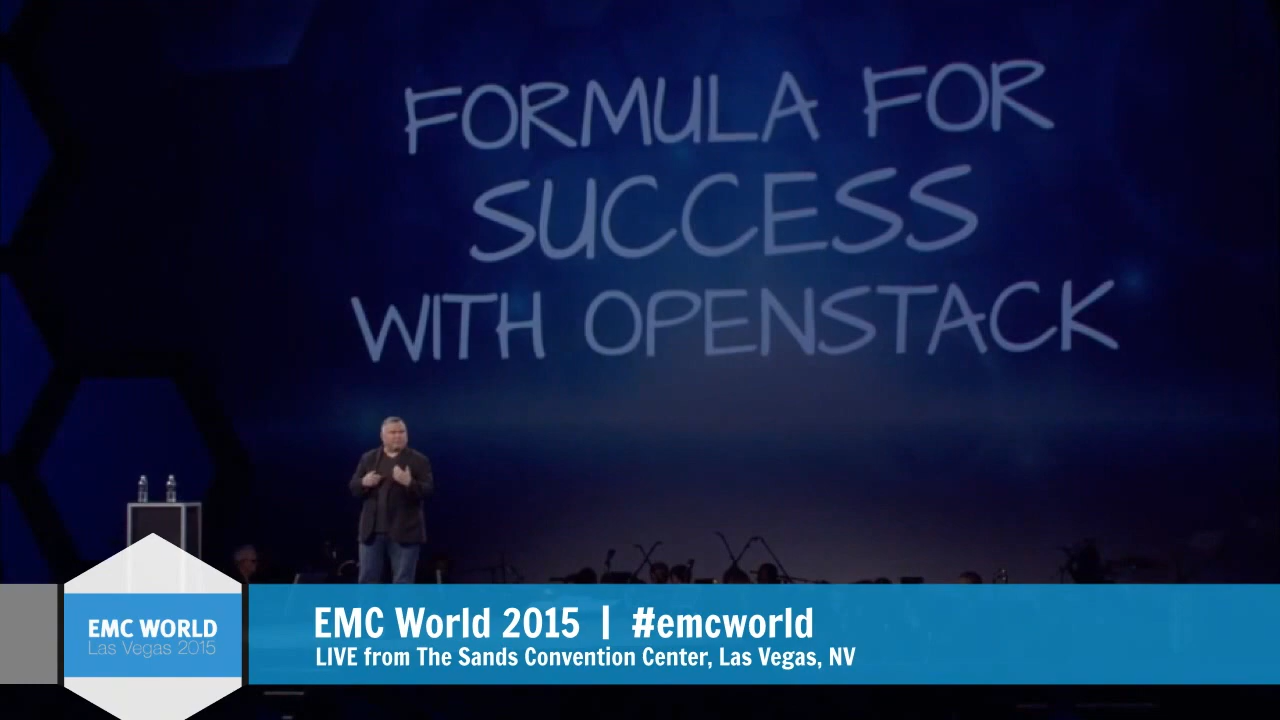 FORMULA FOR
SUCCESS
WITH OPENSTACK
EMC WORLD
Las Vegas 2015
EMC World 2015 | #emcworld
LIVE from The Sands Convention Center, Las Vegas, NV